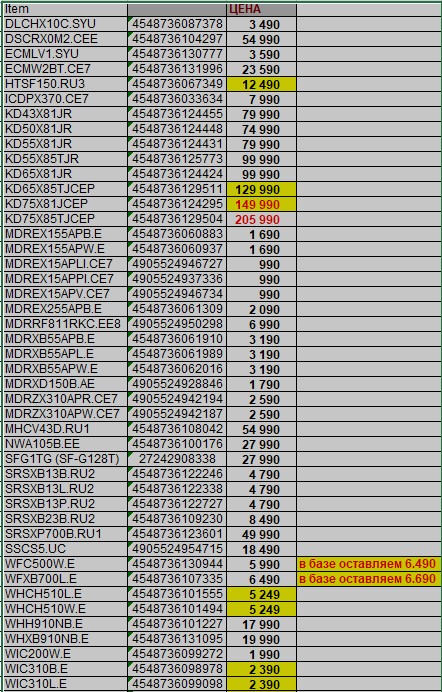 Item ЦЕНА
DLCHX10C.SYU 4548736087378 3 490
DSCRX0M2.CEE 4548736104297 54 990
ECMLV1.SYU 4548736130777 3 590
ECMW2BT.CE7 4548736131996 23 590
HTSF150.RU3 4548736067349 12 490
ICDPX370.CE7 4548736033634 7 990
KD43X81JR 4548736124455 79 990
KD50X81JR 4548736124448 74 990
KD55X81JR 4548736124431 79 990
KD55X85TJR 4548736125773 99 990
KD65X81JR 4548736124424 99 990
KD65X85TJCEP 4548736129511 129 990
KD75X81JCEP 4548736124295 149 990
KD75X85TJCEP 4548736129504 205 990
MDREX155APB.E 4548736060883 1 690
MDREX155APW.E 4548736060937 1 690
MDREX15APLI.CE7 4905524946727 990
MDREX15APPI.CE7 4905524937336 990
MDREX15APV.CE7 4905524946734 990
MDREX255APB.E 4548736061309 2 090
MDRRF811RKC.EE8 4905524950298 6 990
MDRXB55APB.E 4548736061910 3 190
MDRXB55APL.E 4548736061989 3 190
MDRXB55APW.E 4548736062016 3 190
MDRXD150B.AE 4905524928846 1 790
MDRZX310APR.CE7 4905524942194 2 590
MDRZX310APW.CE7 4905524942187 2 590
MHCV43D.RU1 4548736108042 54 990
NWA105B.EE 4548736100176 27 990
SFG1TG (SF-G128T) 27242908338 27 990
SRSXB13B.RU2 4548736122246 4 790
SRSXB13L.RU2 4548736122338 4 790
SRSXB13P.RU2 4548736122727 4 790
SRSXB23B.RU2 4548736109230 8 490
SRSXP700B.RU1 4548736123601 49 990
SSCS5.UC 4905524954715 18 490
WFC500W.E 4548736130944 5 990 в базе оставляем 6.490
WFXB700L.E 4548736107335 6 490 в базе оставляем 6.690
WHCH510L.E 4548736101555 5 249
WHCH510W.E 4548736101494 5 249
WHH910NB.E 4548736101227 17 990
WHXB910NB.E 4548736131095 19 990
WIC200W.E 4548736099272 1 990
WIC310B.E 4548736098978 2 390
WIC310L.E 4548736099098 2 390